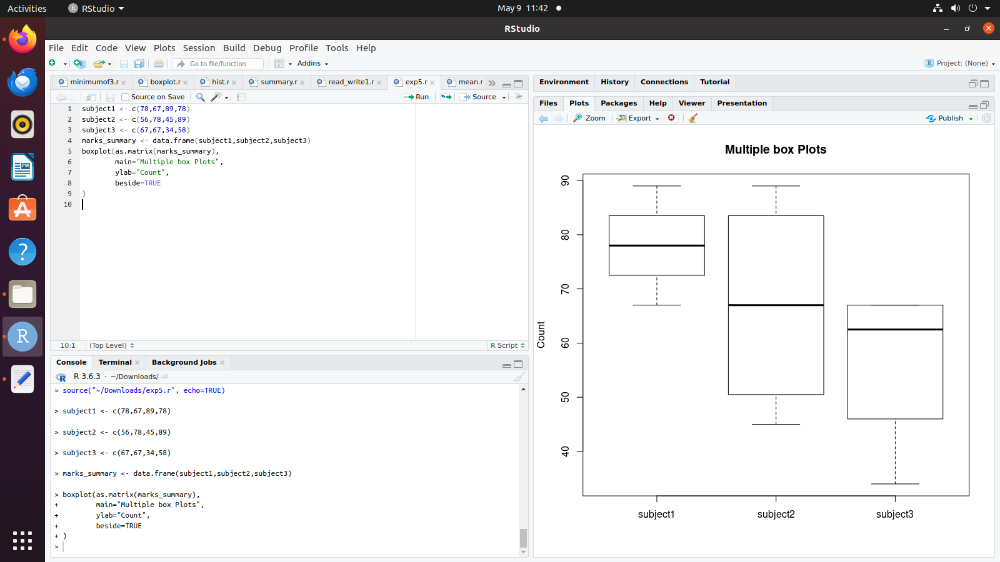 Activities RStudio May 9 11:42
RStudio
File Edit Code View Plots Session Build Debug Profile Tools Help
Go to file/function Addins Project: (None)
minimumof3.r boxplot.r hist.r summary.r read_write1.r exp5.r mean.r
Source on Save Run Source
1 subject1 <- c(78,67,89,78)
2 subject2 <- c(56,78,45,89)
3 subject3 <- c(67,67,34,58)
4 marks_summary <- data.frame(subject1,subject2,subject3)
5 boxplot(as.matrix(marks_summary),
6         main="Multiple box Plots",
7         ylab="Count",
8         beside=TRUE
9 )
10
10:1 (Top Level) R Script
Console Terminal Background Jobs
R 3.6.3 · ~/Downloads/
> source("~/Downloads/exp5.r", echo=TRUE)
> subject1 <- c(78,67,89,78)
> subject2 <- c(56,78,45,89)
> subject3 <- c(67,67,34,58)
> marks_summary <- data.frame(subject1,subject2,subject3)
> boxplot(as.matrix(marks_summary),
+         main="Multiple box Plots",
+         ylab="Count",
+         beside=TRUE
+ )
>
Environment History Connections Tutorial
Files Plots Packages Help Viewer Presentation
Zoom Export Publish
Multiple box Plots
90
80
70
60
50
40
Count
subject1 subject2 subject3